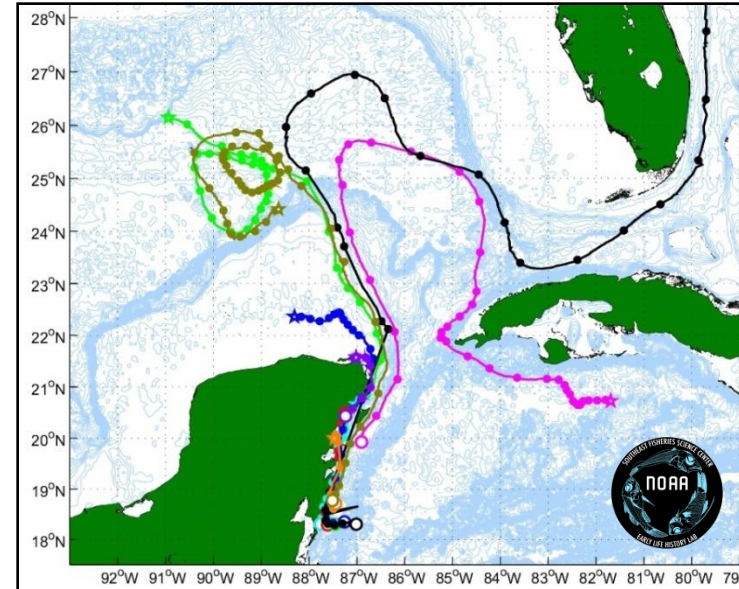 28°N
27°N
26°N
25°N
24°N
23°N
22°N
21°N
20°N
19°N
18°N
92°W 91°W 90°W 89°W 88°W 87°W 86°W 85°W 84°W 83°W 82°W 81°W 80°W 79°
SOUTHEAST FISHERIES SCIENCE CENTER
NOAA
EARLY LIFE HISTORY LAB